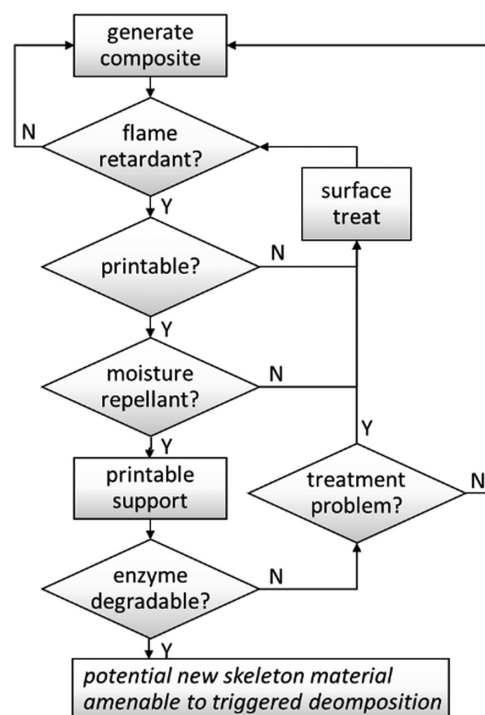 generate
composite
N
flame
retardant?
Y
surface
treat
N
printable?
Y
moisture
repellant?
N
Y
Y
printable
support
treatment
problem?
N
enzyme
degradable?
N
Y
potential new skeleton material
amenable to triggered deomposition